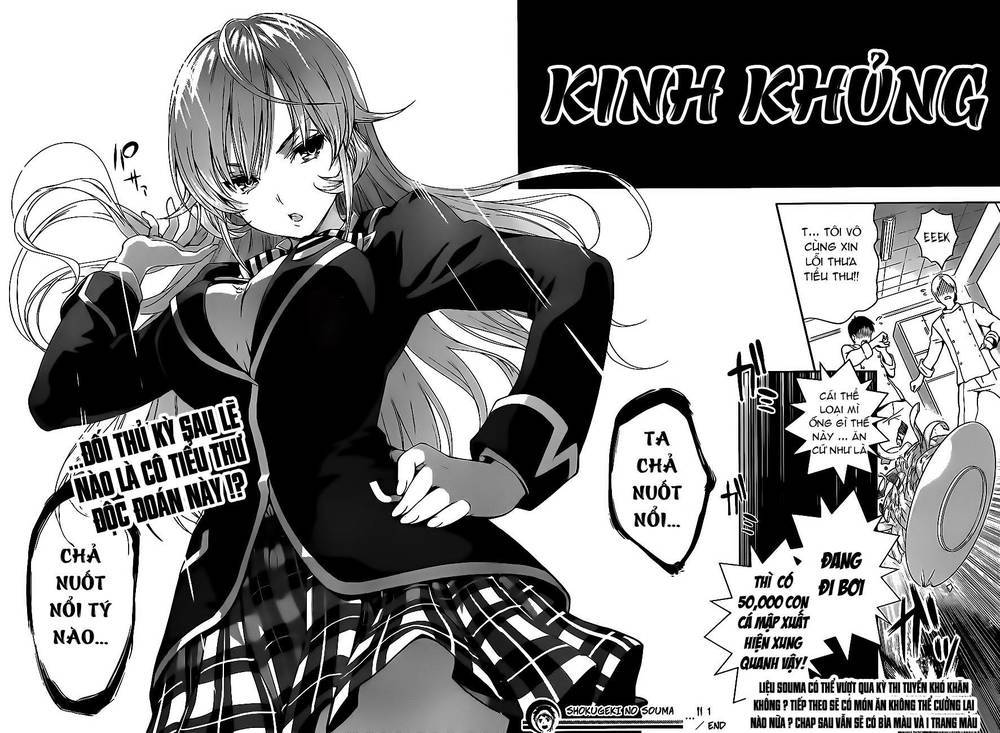 KINH KHỦNG
EEEK
T... TÔI VÔ
CÙNG XIN
LỖI THƯA
TIỂU THƯ!!
CÁI THỂ
LOẠI MÌ
ỐNG GÌ THẾ
NÀY ... ĂN
CỨ NHƯ LÀ
ĐANG
ĐI BƠI
THÌ CÓ
50,000 CON
CÁ MẬP XUẤT
HIỆN XUNG
QUANH VẬY!
TA
CHẢ
NUỐT
NỔI...
パサッ
...ĐỐI THỦ KỲ SAU LẼ
NÀO LÀ CÔ TIỂU THƯ
ĐỘC ĐOÁN NÀY !?
CHẢ
NUỐT
NỔI TÝ
NÀO...
LIỆU SOUMA CÓ THỂ VƯỢT QUA KỲ THI TUYỂN KHÓ KHĂN
KHÔNG ? TIẾP THEO SẼ CÓ MÓN ĂN KHÔNG THỂ CƯỠNG LẠI
NÀO NỮA ? CHAP SAU VẪN SẼ CÓ BÌA MÀU VÀ 1 TRANG MÀU
SHOKUGEKI NO SOUMA ...!! 1
/ END